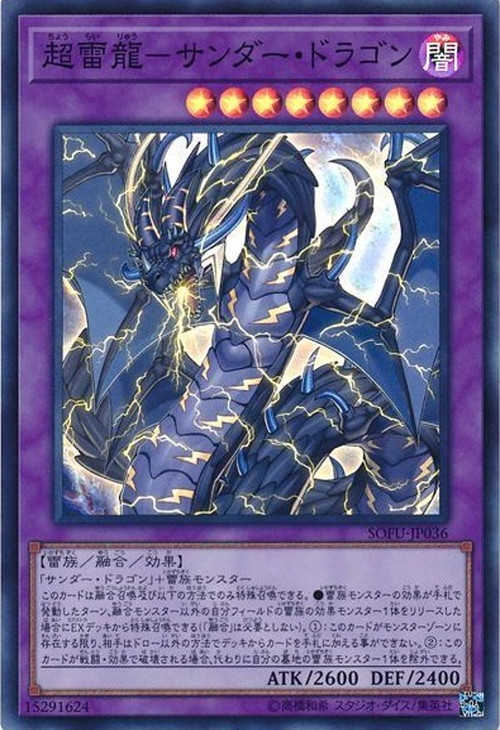 超雷龍－サンダー・ドラゴン
闇
SOFU-JP036
【雷族／融合／効果】
「サンダー・ドラゴン」＋雷族モンスター
このカードは融合召喚及び以下の方法でのみ特殊召喚できる。●雷族モンスターの効果が手札で
発動したターン、融合モンスター以外の自分フィールドの雷族の効果モンスター1体をリリースした
場合にEXデッキから特殊召喚できる（「融合」は必要としない）。①：このカードがモンスターゾーンに
存在する限り、相手はドロー以外の方法でデッキからカードを手札に加える事ができない。②：この
カードが戦闘・効果で破壊される場合、代わりに自分の墓地の雷族モンスター1体を除外できる。
ATK/2600 DEF/2400
15291624
©高橋和希 スタジオ・ダイス/集英社